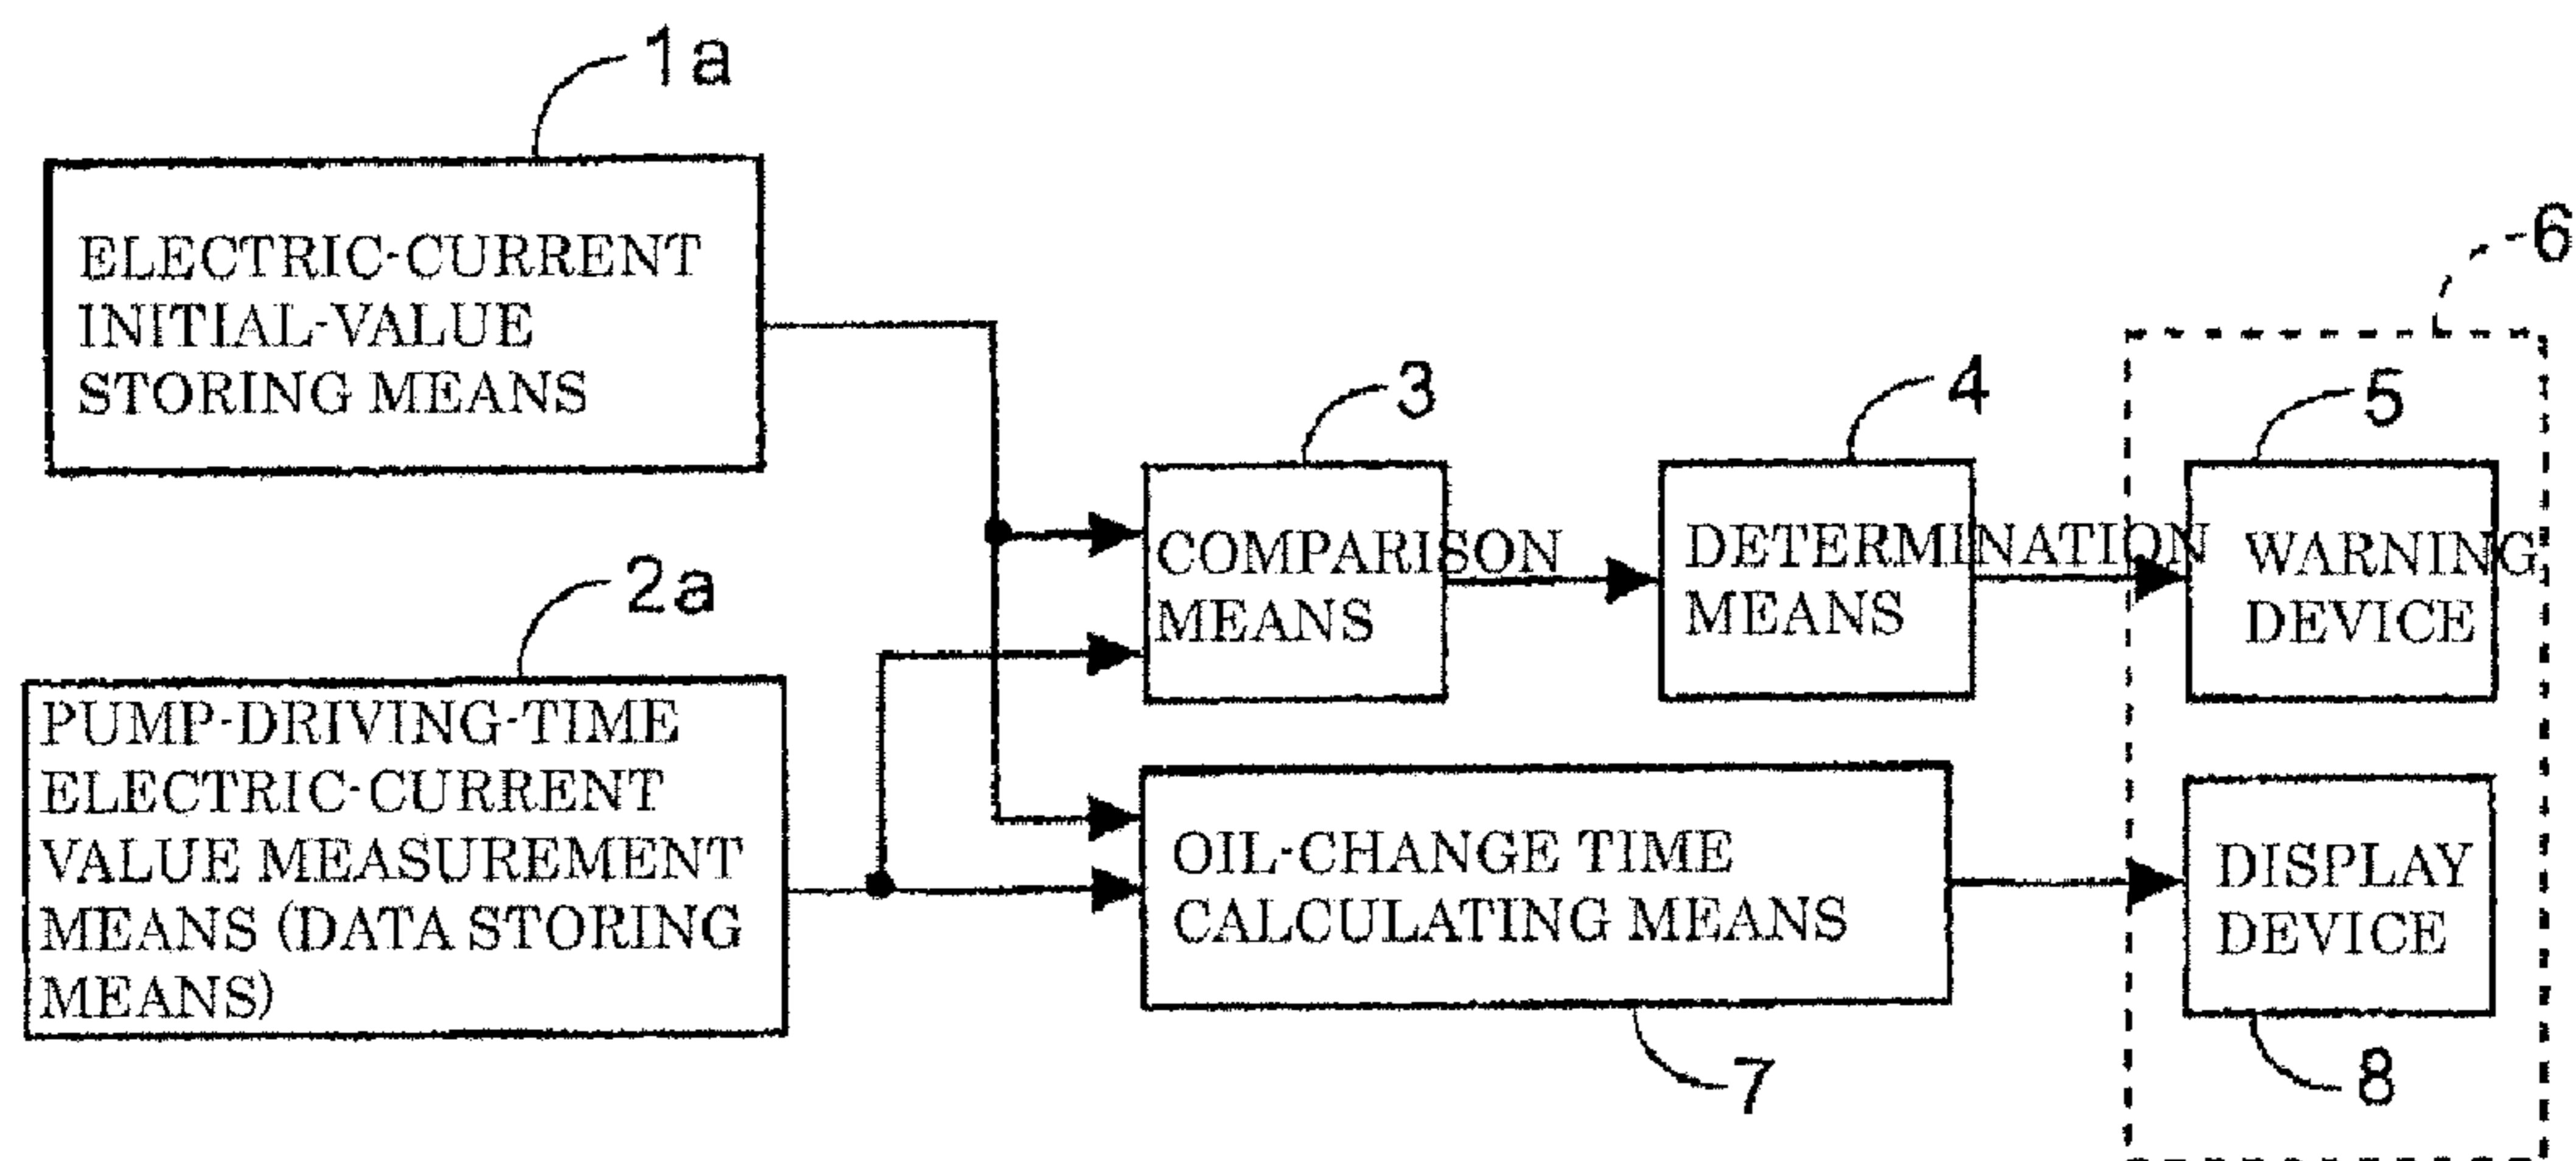 1a
ELECTRIC-CURRENT
INITIAL-VALUE
STORING MEANS
2a
PUMP-DRIVING-TIME
ELECTRIC-CURRENT
VALUE MEASUREMENT
MEANS (DATA STORING
MEANS)
3
COMPARISON
MEANS
4
DETERMINATION
MEANS
6
5
WARNING
DEVICE
OIL-CHANGE TIME
CALCULATING MEANS
7
DISPLAY
DEVICE
8